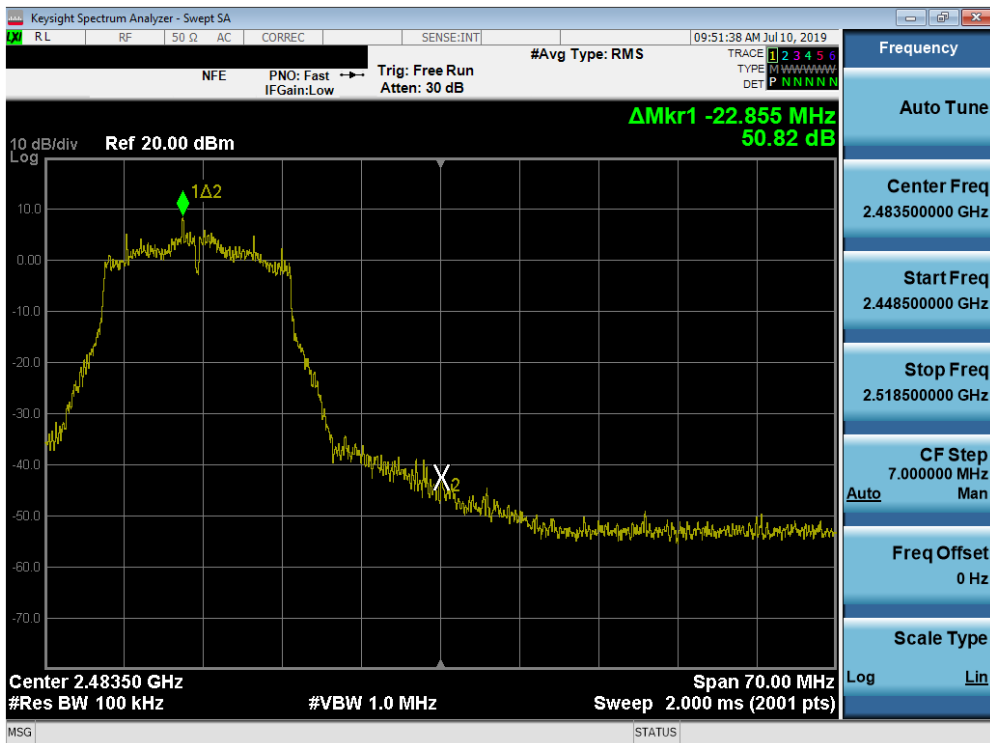 Keysight Spectrum Analyzer - Swept SA
LXI RL RF 50 Ω AC CORREC SENSE:INT 09:51:38 AM Jul 10, 2019
NFE PNO: Fast Trig: Free Run #Avg Type: RMS TRACE 1 2 3 4 5 6
IFGain:Low Atten: 30 dB TYPE M WWWWW
DET P N N N N N
ΔMkr1 -22.855 MHz
50.82 dB
10 dB/div Ref 20.00 dBm
Log
1Δ2
10.0
0.00
-10.0
-20.0
-30.0
-40.0
X2
-50.0
-60.0
-70.0
Center 2.48350 GHz Span 70.00 MHz
#Res BW 100 kHz #VBW 1.0 MHz Sweep 2.000 ms (2001 pts)
MSG STATUS
Frequency
Auto Tune
Center Freq
2.483500000 GHz
Start Freq
2.448500000 GHz
Stop Freq
2.518500000 GHz
CF Step
7.000000 MHz
Auto Man
Freq Offset
0 Hz
Scale Type
Log Lin